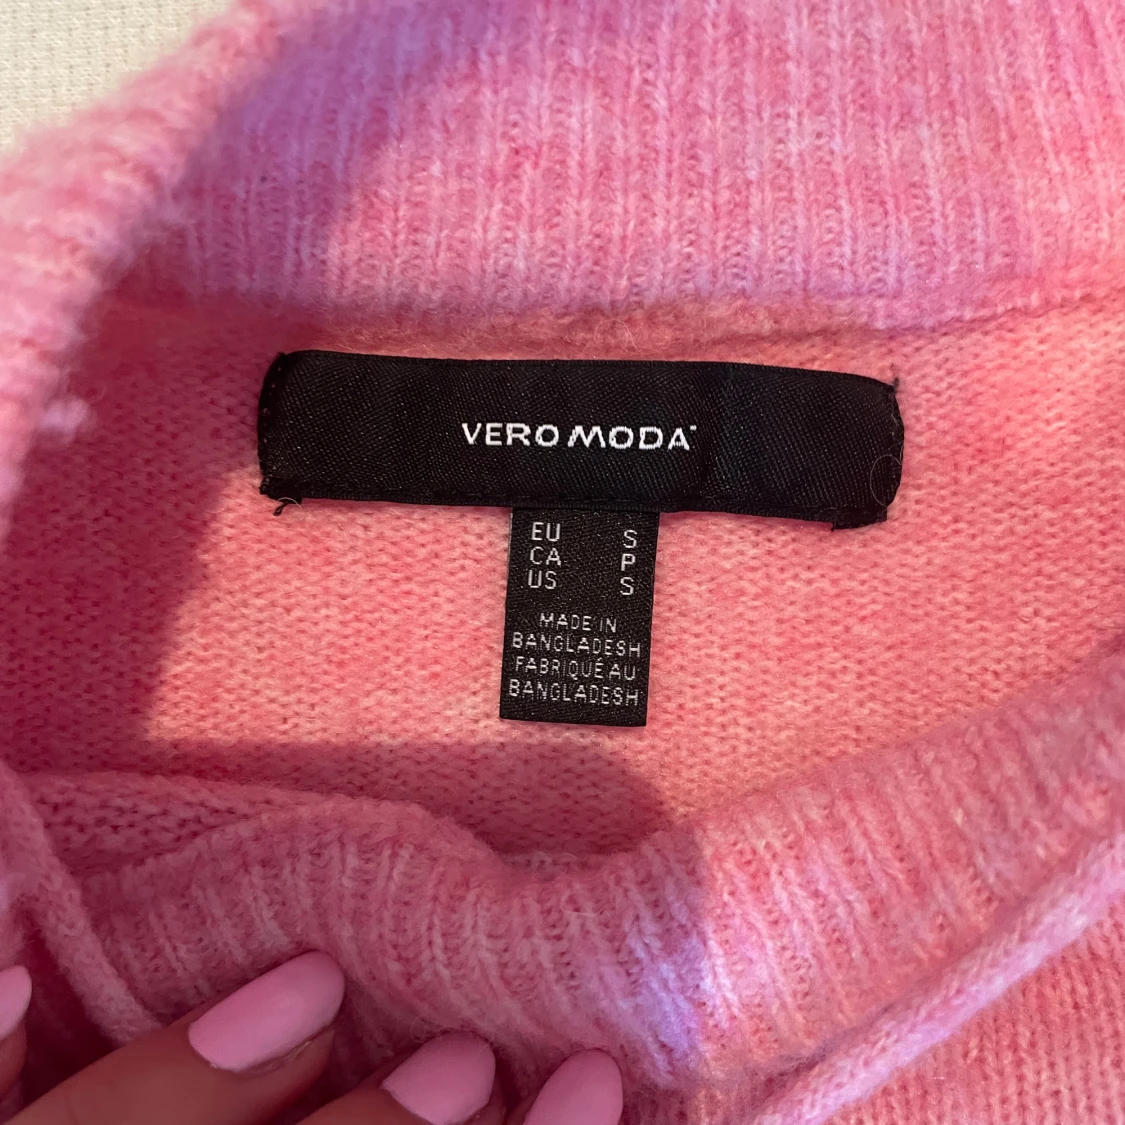 VERO MODA
EU S
CA P
US S
MADE IN
BANGLADESH
FABRIQUÉ AU
BANGLADESH